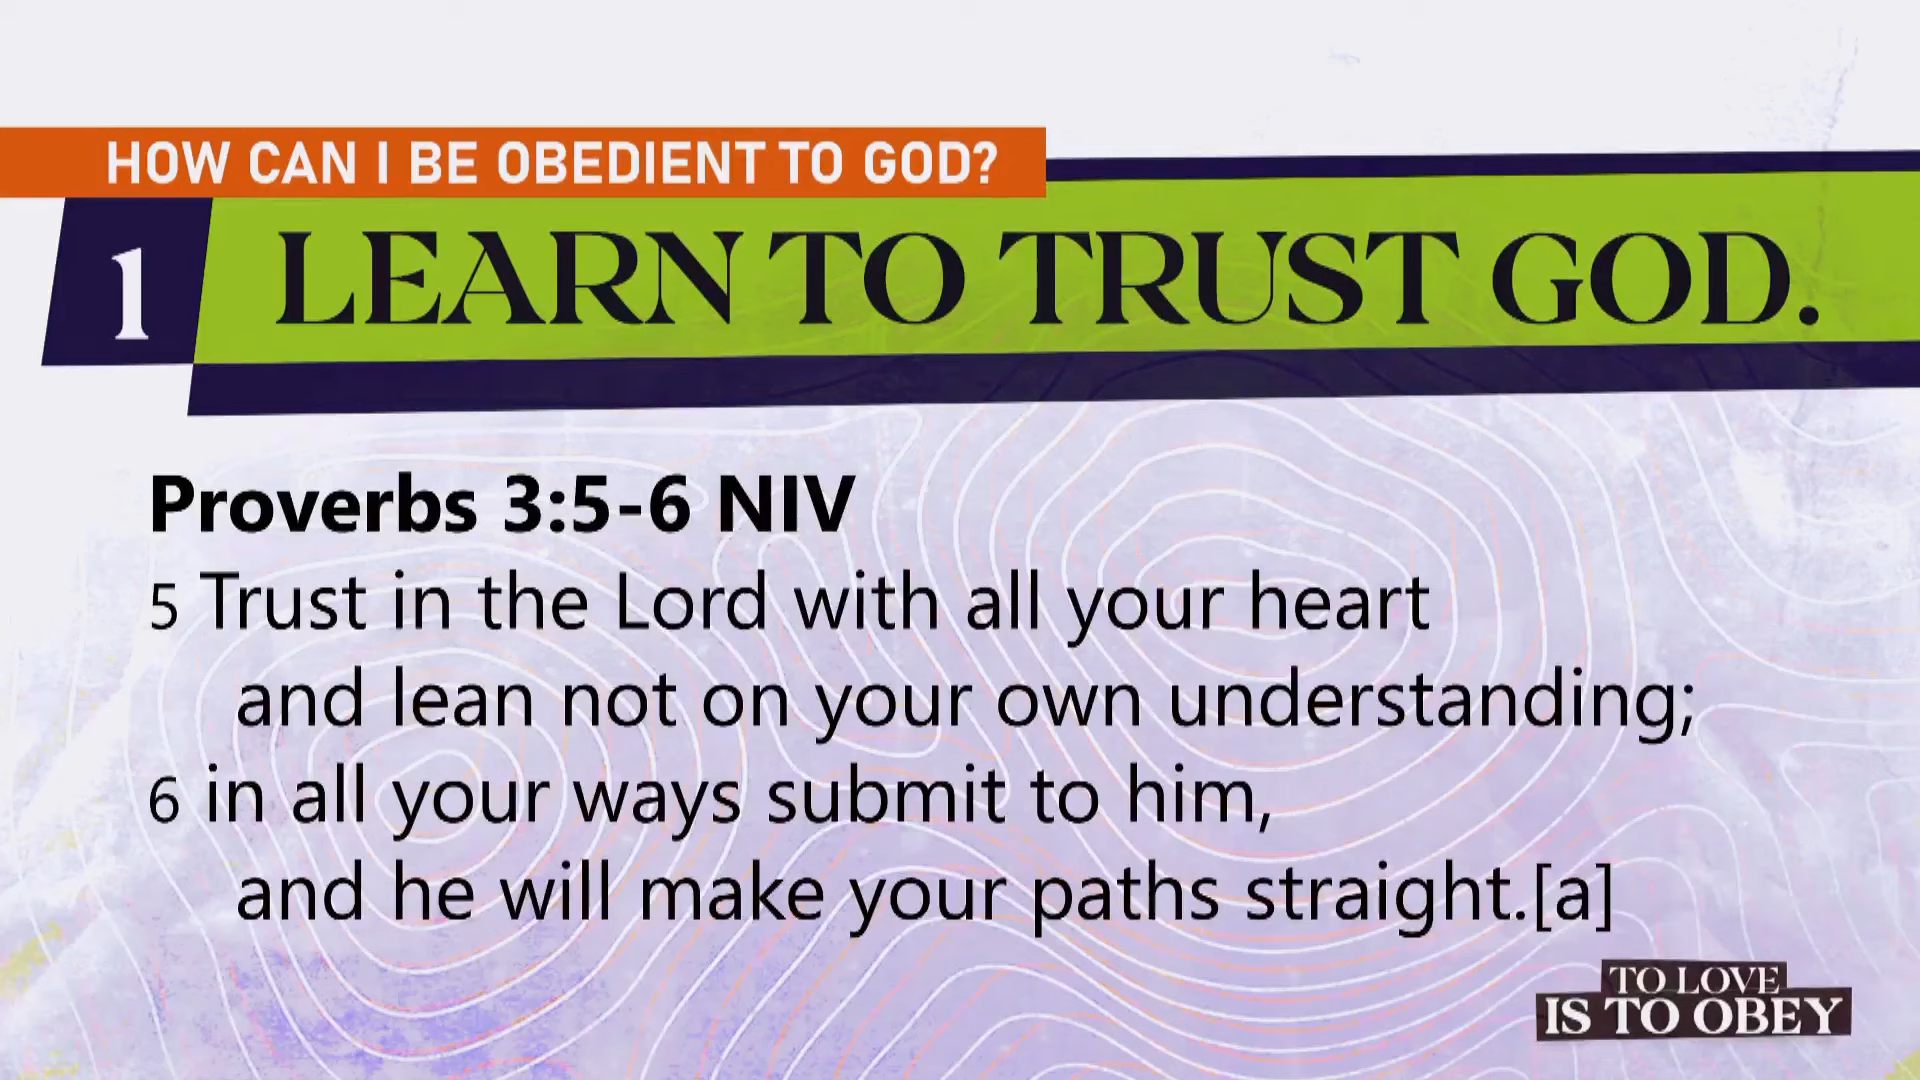 HOW CAN I BE OBEDIENT TO GOD?
1 LEARN TO TRUST GOD.
Proverbs 3:5-6 NIV
5 Trust in the Lord with all your heart
and lean not on your own understanding;
6 in all your ways submit to him,
and he will make your paths straight.[a]
TO LOVE
IS TO OBEY